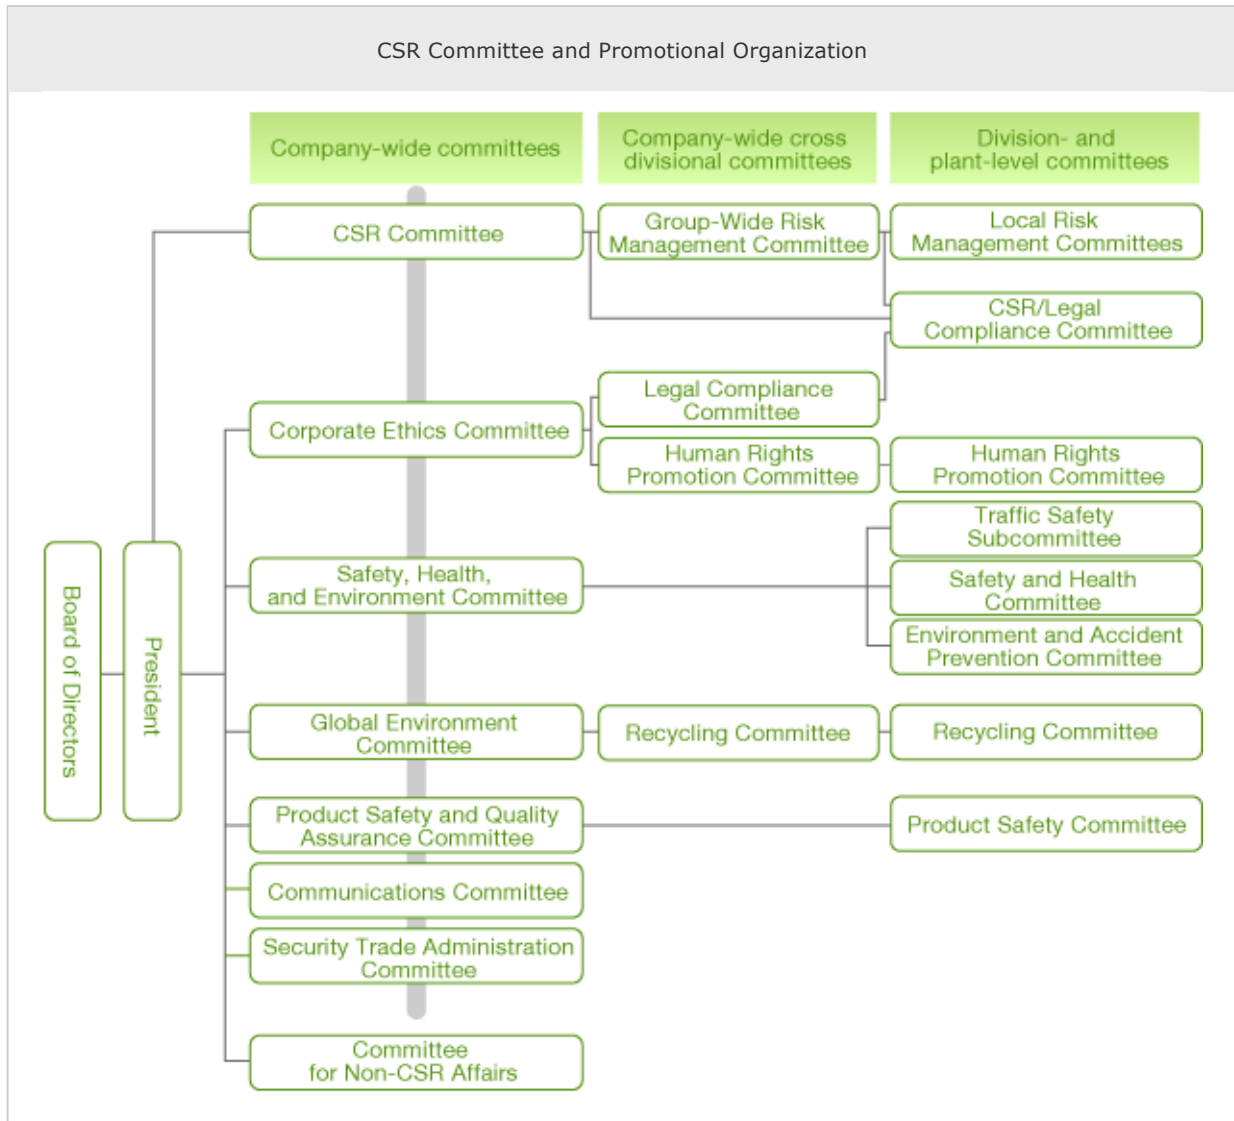 CSR Committee and Promotional Organization
Company-wide committees
Company-wide cross
divisional committees
Division- and
plant-level committees
CSR Committee
Group-Wide Risk
Management Committee
Local Risk
Management Committees
CSR/Legal
Compliance Committee
Legal Compliance
Committee
Corporate Ethics Committee
Human Rights
Promotion Committee
Human Rights
Promotion Committee
Traffic Safety
Subcommittee
Safety, Health,
and Environment Committee
Safety and Health
Committee
Environment and Accident
Prevention Committee
Board of Directors
President
Global Environment
Committee
Recycling Committee
Recycling Committee
Product Safety and Quality
Assurance Committee
Product Safety Committee
Communications Committee
Security Trade Administration
Committee
Committee
for Non-CSR Affairs